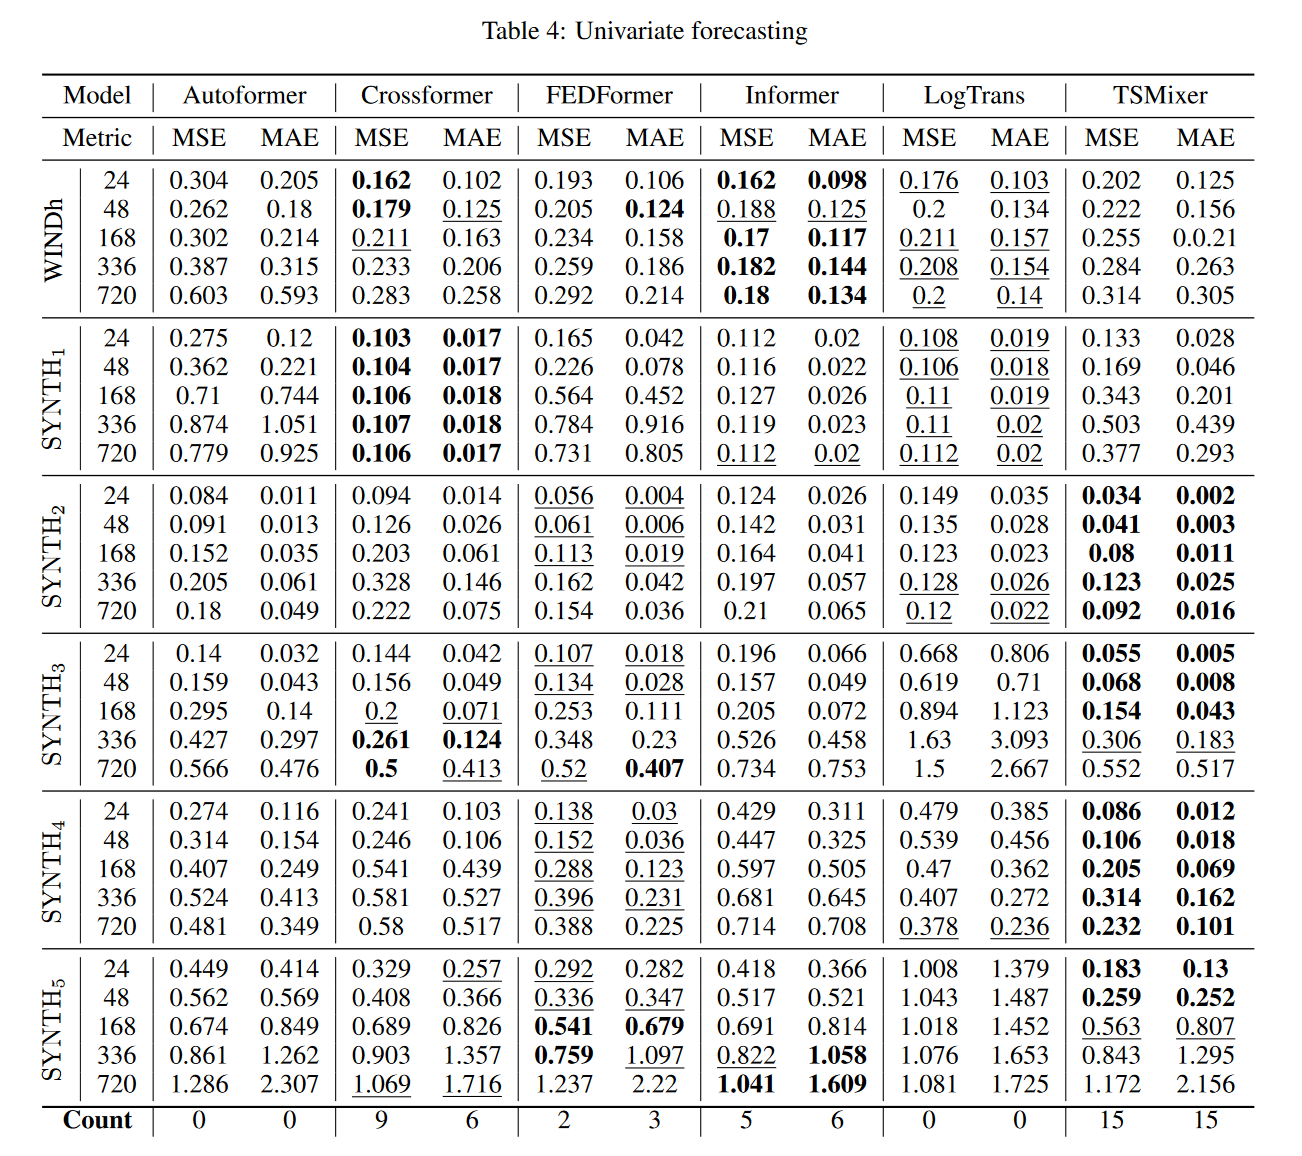 Table 4: Univariate forecasting
Model Autoformer Crossformer FEDFormer Informer LogTrans TSMixer
Metric MSE MAE MSE MAE MSE MAE MSE MAE MSE MAE MSE MAE
WINDh
24 0.304 0.205 0.162 0.102 0.193 0.106 0.162 0.098 0.176 0.103 0.202 0.125
48 0.262 0.18 0.179 0.125 0.205 0.124 0.188 0.125 0.2 0.134 0.222 0.156
168 0.302 0.214 0.211 0.163 0.234 0.158 0.17 0.117 0.211 0.157 0.255 0.0.21
336 0.387 0.315 0.233 0.206 0.259 0.186 0.182 0.144 0.208 0.154 0.284 0.263
720 0.603 0.593 0.283 0.258 0.292 0.214 0.18 0.134 0.2 0.14 0.314 0.305
SYNTH1
24 0.275 0.12 0.103 0.017 0.165 0.042 0.112 0.02 0.108 0.019 0.133 0.028
48 0.362 0.221 0.104 0.017 0.226 0.078 0.116 0.022 0.106 0.018 0.169 0.046
168 0.71 0.744 0.106 0.018 0.564 0.452 0.127 0.026 0.11 0.019 0.343 0.201
336 0.874 1.051 0.107 0.018 0.784 0.916 0.119 0.023 0.11 0.02 0.503 0.439
720 0.779 0.925 0.106 0.017 0.731 0.805 0.112 0.02 0.112 0.02 0.377 0.293
SYNTH2
24 0.084 0.011 0.094 0.014 0.056 0.004 0.124 0.026 0.149 0.035 0.034 0.002
48 0.091 0.013 0.126 0.026 0.061 0.006 0.142 0.031 0.135 0.028 0.041 0.003
168 0.152 0.035 0.203 0.061 0.113 0.019 0.164 0.041 0.123 0.023 0.08 0.011
336 0.205 0.061 0.328 0.146 0.162 0.042 0.197 0.057 0.128 0.026 0.123 0.025
720 0.18 0.049 0.222 0.075 0.154 0.036 0.21 0.065 0.12 0.022 0.092 0.016
SYNTH3
24 0.14 0.032 0.144 0.042 0.107 0.018 0.196 0.066 0.668 0.806 0.055 0.005
48 0.159 0.043 0.156 0.049 0.134 0.028 0.157 0.049 0.619 0.71 0.068 0.008
168 0.295 0.14 0.2 0.071 0.253 0.111 0.205 0.072 0.894 1.123 0.154 0.043
336 0.427 0.297 0.261 0.124 0.348 0.23 0.526 0.458 1.63 3.093 0.306 0.183
720 0.566 0.476 0.5 0.413 0.52 0.407 0.734 0.753 1.5 2.667 0.552 0.517
SYNTH4
24 0.274 0.116 0.241 0.103 0.138 0.03 0.429 0.311 0.479 0.385 0.086 0.012
48 0.314 0.154 0.246 0.106 0.152 0.036 0.447 0.325 0.539 0.456 0.106 0.018
168 0.407 0.249 0.541 0.439 0.288 0.123 0.597 0.505 0.47 0.362 0.205 0.069
336 0.524 0.413 0.581 0.527 0.396 0.231 0.681 0.645 0.407 0.272 0.314 0.162
720 0.481 0.349 0.58 0.517 0.388 0.225 0.714 0.708 0.378 0.236 0.232 0.101
SYNTH5
24 0.449 0.414 0.329 0.257 0.292 0.282 0.418 0.366 1.008 1.379 0.183 0.13
48 0.562 0.569 0.408 0.366 0.336 0.347 0.517 0.521 1.043 1.487 0.259 0.252
168 0.674 0.849 0.689 0.826 0.541 0.679 0.691 0.814 1.018 1.452 0.563 0.807
336 0.861 1.262 0.903 1.357 0.759 1.097 0.822 1.058 1.076 1.653 0.843 1.295
720 1.286 2.307 1.069 1.716 1.237 2.22 1.041 1.609 1.081 1.725 1.172 2.156
Count 0 0 9 6 2 3 5 6 0 0 15 15